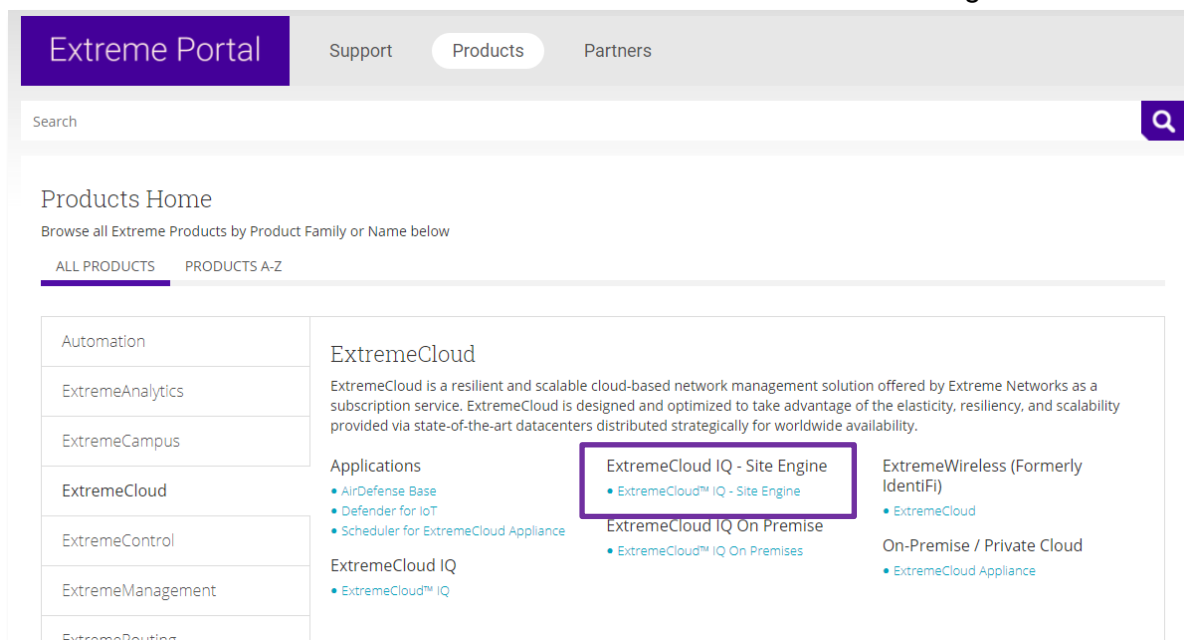 Extreme Portal
Support
Products
Partners
Search
Products Home
Browse all Extreme Products by Product Family or Name below
ALL PRODUCTS
PRODUCTS A-Z
Automation
ExtremeAnalytics
ExtremeCampus
ExtremeCloud
ExtremeControl
ExtremeManagement
ExtremeRouting
ExtremeCloud
ExtremeCloud is a resilient and scalable cloud-based network management solution offered by Extreme Networks as a
subscription service. ExtremeCloud is designed and optimized to take advantage of the elasticity, resiliency, and scalability
provided via state-of-the-art datacenters distributed strategically for worldwide availability.
Applications
• AirDefense Base
• Defender for IoT
• Scheduler for ExtremeCloud Appliance
ExtremeCloud IQ
• ExtremeCloud™ IQ
ExtremeCloud IQ - Site Engine
• ExtremeCloud™ IQ - Site Engine
ExtremeCloud IQ On Premise
• ExtremeCloud™ IQ On Premises
ExtremeWireless (Formerly
IdentiFi)
• ExtremeCloud
On-Premise / Private Cloud
• ExtremeCloud Appliance